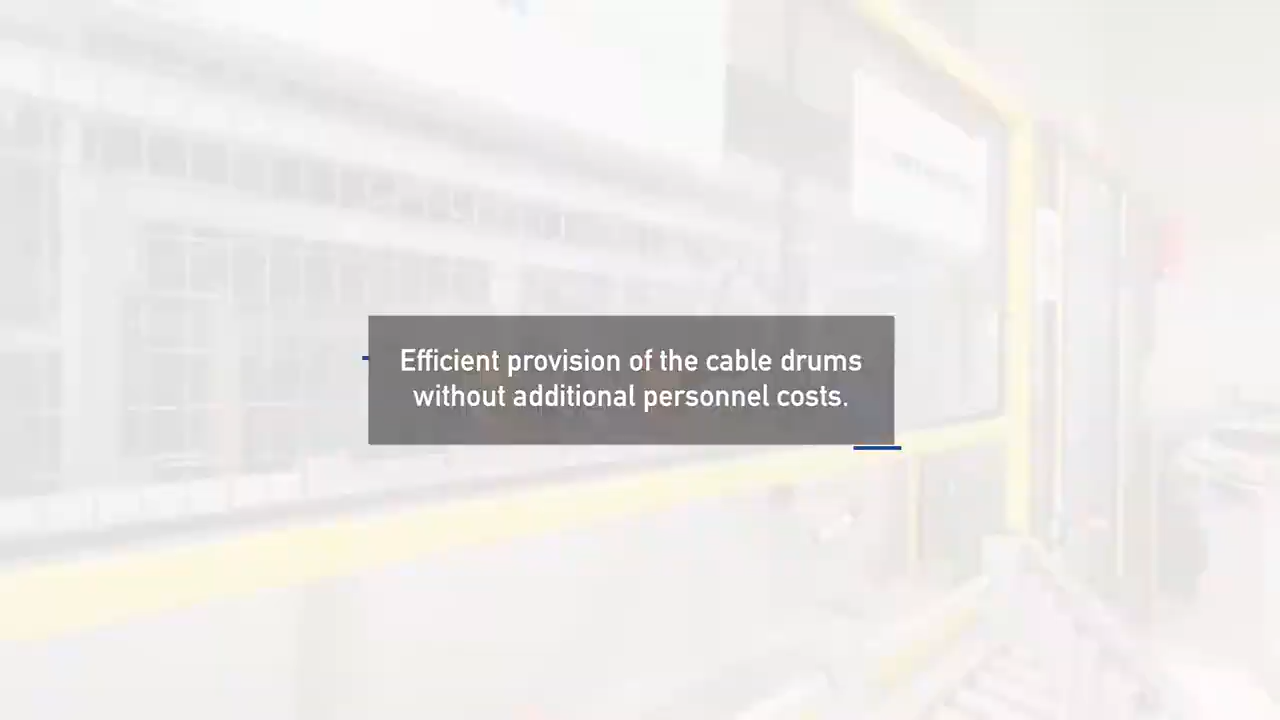 Efficient provision of the cable drums
without additional personnel costs.